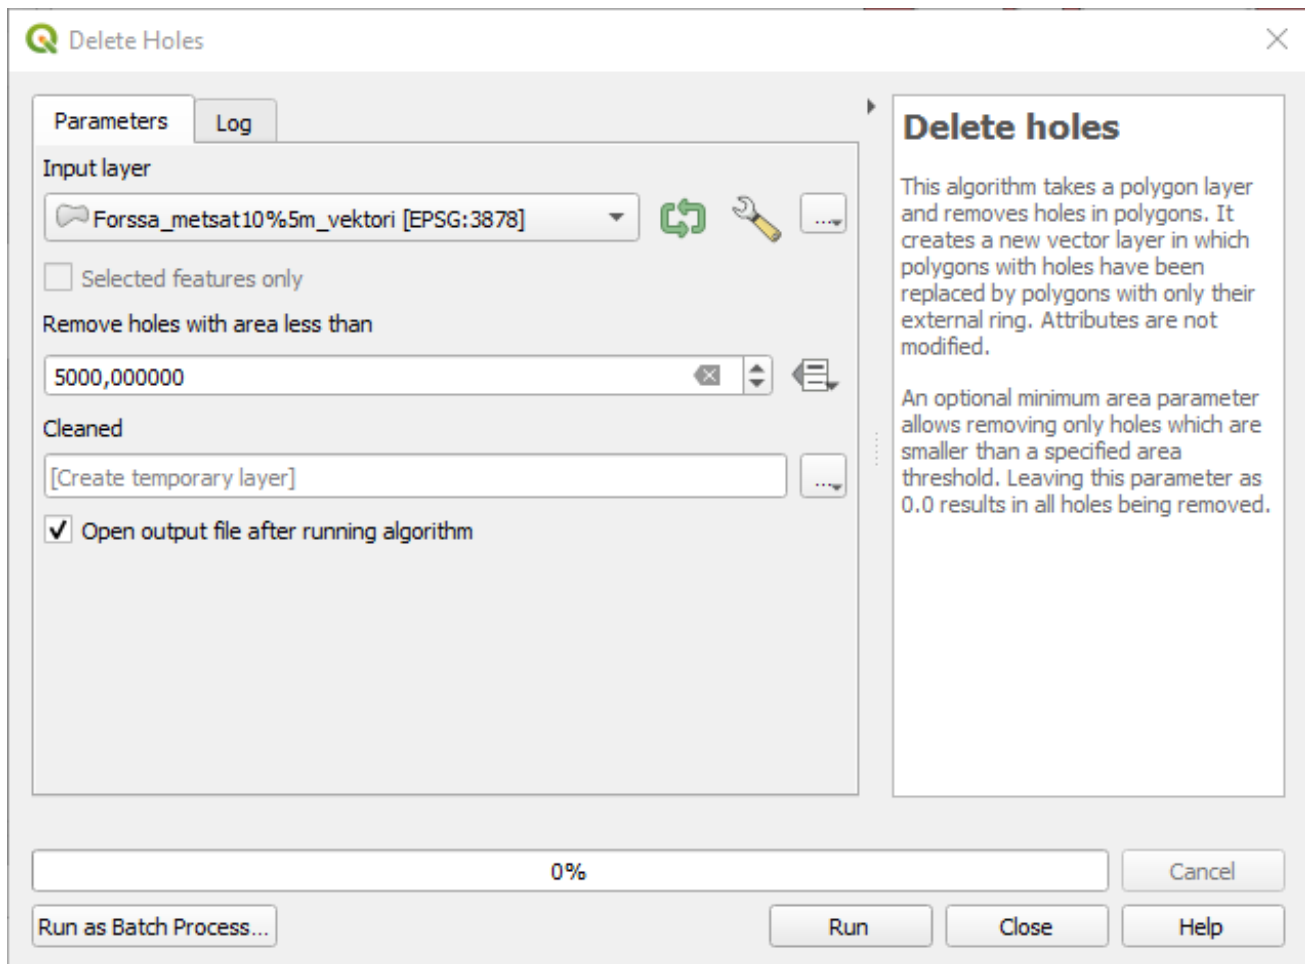 Delete Holes
Parameters
Log
Input layer
Forssa_metsat10%5m_vektori [EPSG:3878]
...
Selected features only
Remove holes with area less than
5000,000000
Cleaned
[Create temporary layer]
...
Open output file after running algorithm
Delete holes
This algorithm takes a polygon layer
and removes holes in polygons. It
creates a new vector layer in which
polygons with holes have been
replaced by polygons with only their
external ring. Attributes are not
modified.
An optional minimum area parameter
allows removing only holes which are
smaller than a specified area
threshold. Leaving this parameter as
0.0 results in all holes being removed.
0%
Cancel
Run as Batch Process...
Run
Close
Help